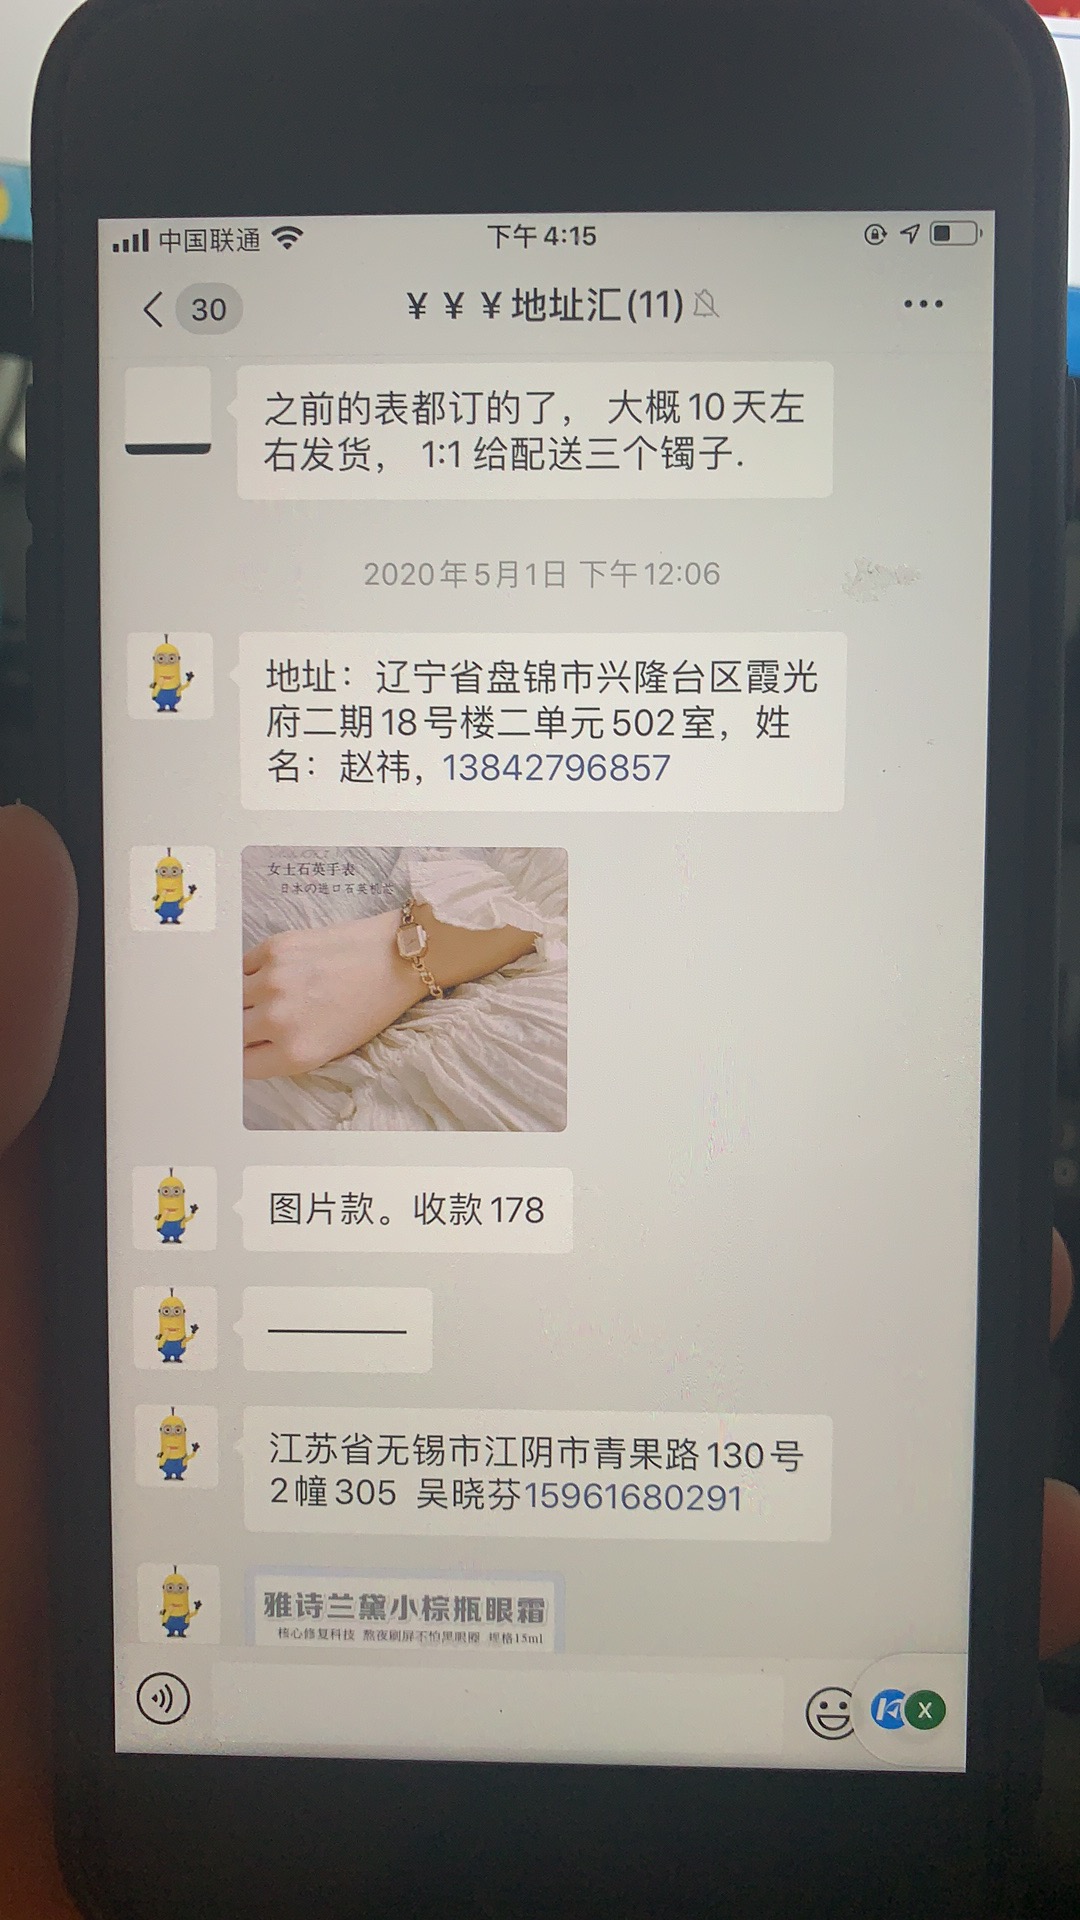 中国联通
下午4:15
30
¥ ¥ ¥地址汇(11)
之前的表都订的了， 大概10天左
右发货， 1:1 给配送三个镯子.
2020年5月1日 下午12:06
地址：辽宁省盘锦市兴隆台区霞光
府二期18号楼二单元502室，姓
名：赵祎，13842796857
女士石英手表
日本の进口石英机芯
图片款。收款178
江苏省无锡市江阴市青果路130号
2幢305 吴晓芬15961680291
雅诗兰黛小棕瓶眼霜
核心修复科技 熬夜刷屏不怕黑眼圈 规格15ml
X